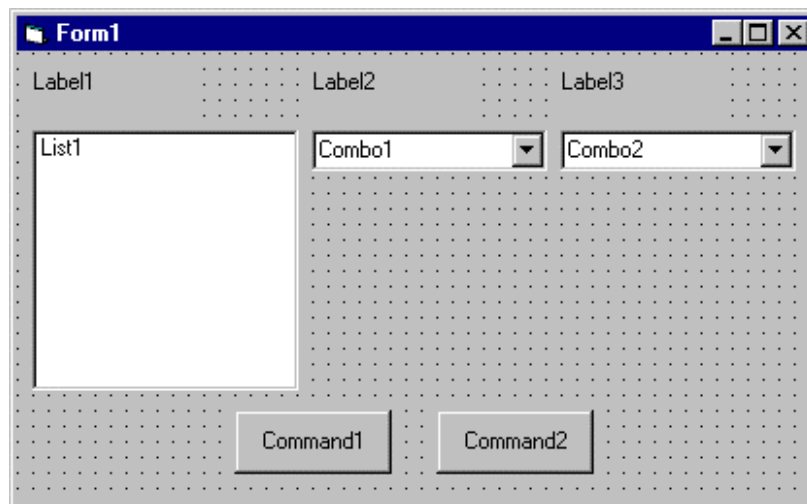 Form1
Label1 Label2 Label3
List1 Combo1 Combo2
Command1 Command2